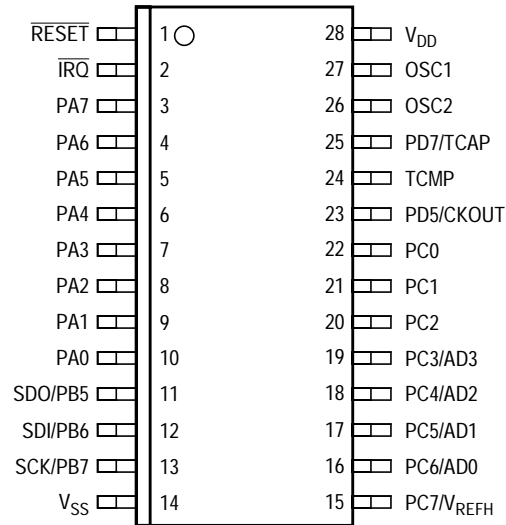 R̅E̅S̅E̅T̅ 1 28 VDD
I̅R̅Q̅ 2 27 OSC1
PA7 3 26 OSC2
PA6 4 25 PD7/TCAP
PA5 5 24 TCMP
PA4 6 23 PD5/CKOUT
PA3 7 22 PC0
PA2 8 21 PC1
PA1 9 20 PC2
PA0 10 19 PC3/AD3
SDO/PB5 11 18 PC4/AD2
SDI/PB6 12 17 PC5/AD1
SCK/PB7 13 16 PC6/AD0
VSS 14 15 PC7/VREFH